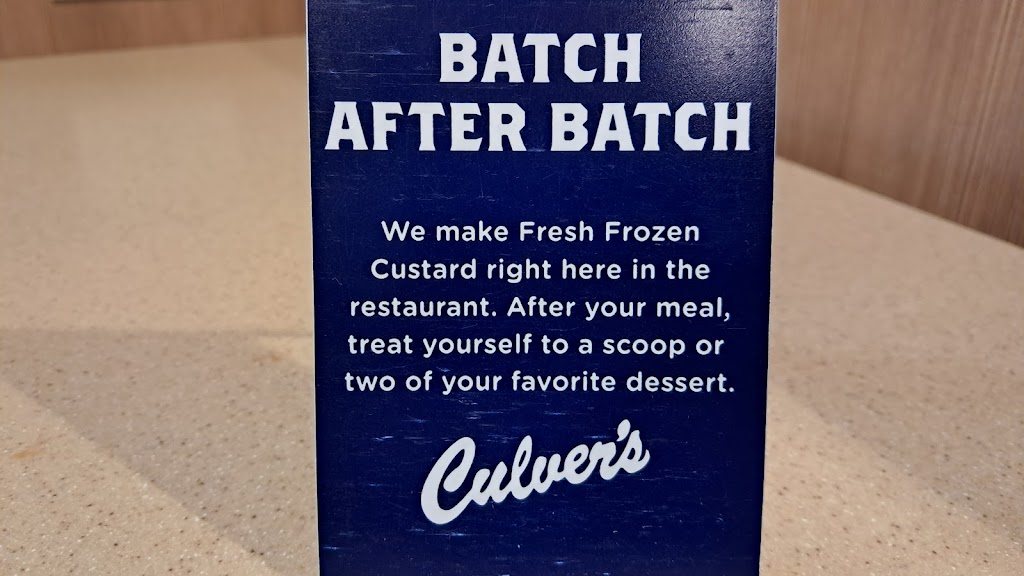 BATCH
AFTER BATCH
We make Fresh Frozen
Custard right here in the
restaurant. After your meal,
treat yourself to a scoop or
two of your favorite dessert.
Culver's